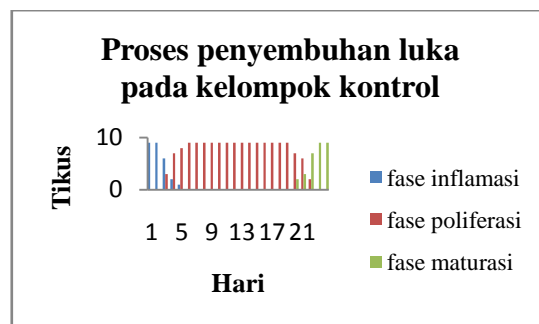 Proses penyembuhan luka
pada kelompok kontrol
Tikus
10
0
1 5 9 13 17 21
Hari
fase inflamasi
fase poliferasi
fase maturasi